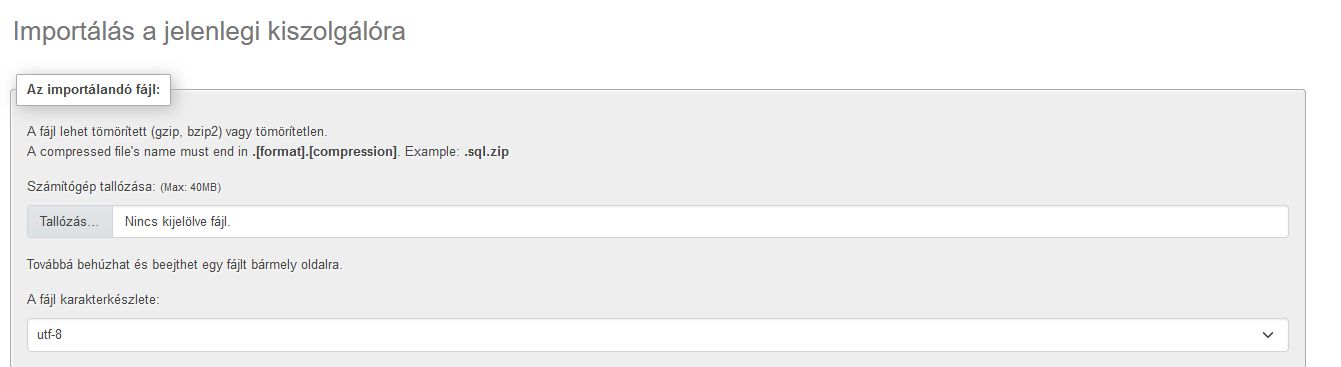 Importálás a jelenlegi kiszolgálóra
Az importálandó fájl:
A fájl lehet tömörített (gzip, bzip2) vagy tömörítetlen.
A compressed file's name must end in .[format].[compression]. Example: .sql.zip
Számítógép tallózása: (Max: 40MB)
Tallózás... Nincs kijelölve fájl.
Továbbá behúzhat és beejthet egy fájlt bármely oldalra.
A fájl karakterkészlete:
utf-8